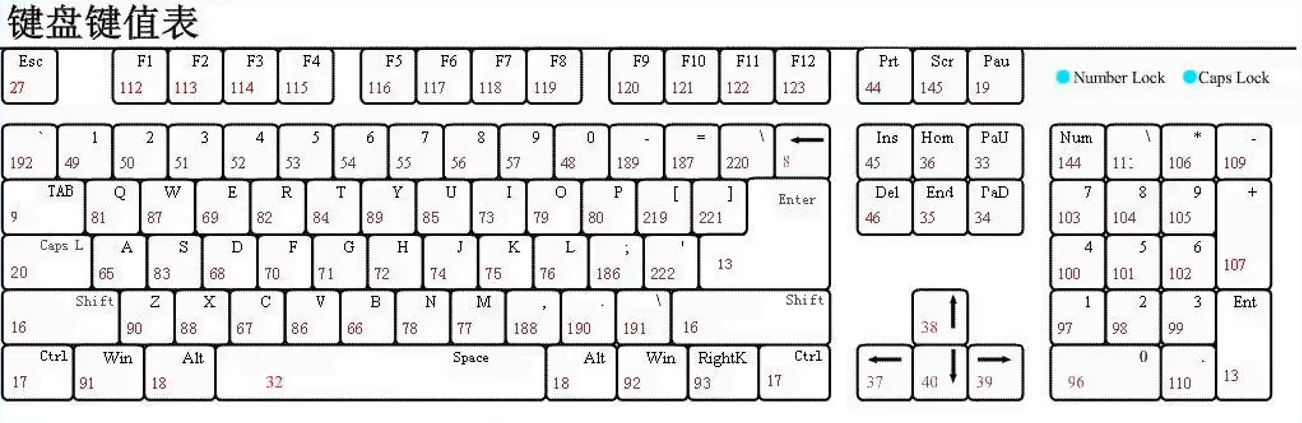 键盘键值表
Esc F1 F2 F3 F4 F5 F6 F7 F8 F9 F10 F11 F12 Prt Scr Pau
27 112 113 114 115 116 117 118 119 120 121 122 123 44 145 19
Number Lock Caps Lock
` 1 2 3 4 5 6 7 8 9 0 - = \ Ins Hom PaU Num \ * -
192 49 50 51 52 53 54 55 56 57 48 189 187 220 8 45 36 33 144 106 109
TAB Q W E R T Y U I O P [ ] Enter Del End PaD 7 8 9 +
9 81 87 69 82 84 89 85 73 79 80 219 221 46 35 34 103 104 105
Caps L A S D F G H J K L ; ' 4 5 6
20 65 83 68 70 71 72 74 75 76 186 222 13 100 101 102 107
Shift Z X C V B N M , . \ Shift 1 2 3 Ent
16 90 88 67 86 66 78 77 188 190 191 16 38 97 98 99
Ctrl Win Alt Space Alt Win RightK Ctrl 0 .
17 91 18 32 18 92 93 17 37 40 39 96 110 13